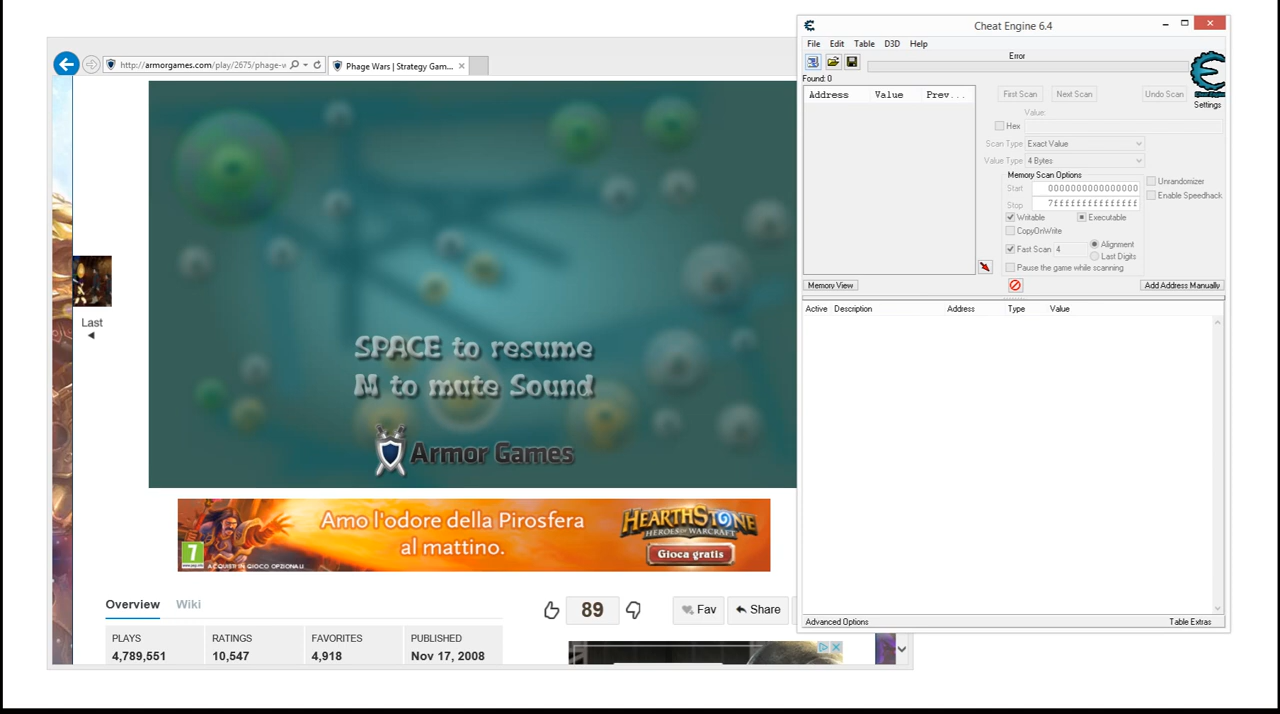 Cheat Engine 6.4
File Edit Table D3D Help
Error
Found: 0
Address Value Prev...
First Scan Next Scan Undo Scan
Cheat Engine
Settings
Value:
Hex
Scan Type Exact Value
Value Type 4 Bytes
Memory Scan Options
Start 0000000000000000
Stop 7fffffffffffffff
Unrandomizer
Enable Speedhack
Writable Executable
CopyOnWrite
Fast Scan 4 Alignment
Last Digits
Pause the game while scanning
Memory View Add Address Manually
Active Description Address Type Value
Advanced Options Table Extras
http://armorgames.com/play/2675/phage-w
Phage Wars | Strategy Gam... ×
Last
SPACE to resume
M to mute Sound
Armor Games
Amo l'odore della Pirosfera
al mattino.
7
ACQUISTI IN GIOCO OPZIONALI
HEARTHSTONE
HEROES OF WARCRAFT
Gioca gratis
Overview Wiki
89 Fav Share
PLAYS RATINGS FAVORITES PUBLISHED
4,789,551 10,547 4,918 Nov 17, 2008